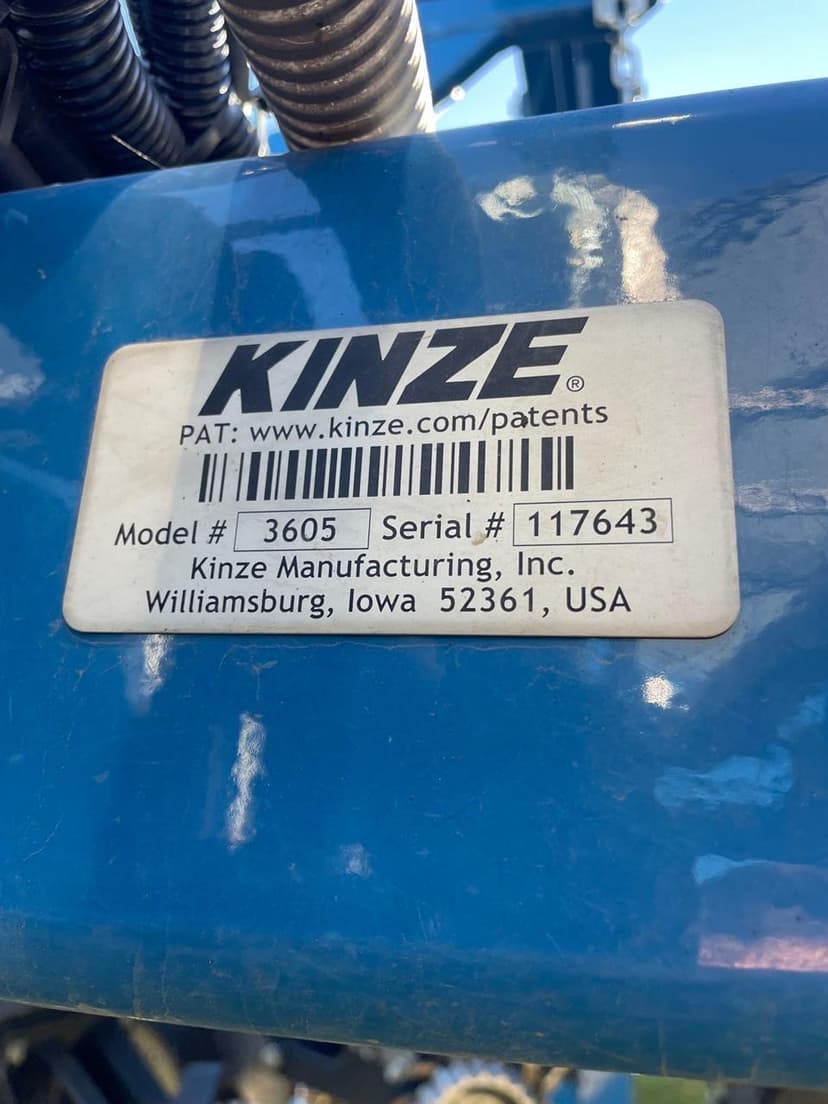 KINZE®
PAT: www.kinze.com/patents
Model # 3605 Serial # 117643
Kinze Manufacturing, Inc.
Williamsburg, Iowa 52361, USA